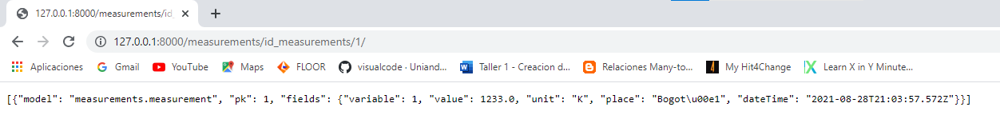 127.0.0.1:8000/measurements/id_
127.0.0.1:8000/measurements/id_measurements/1/
Aplicaciones Gmail YouTube Maps FLOOR visualcode · Uniand... Taller 1 - Creacion d... Relaciones Many-to... My Hit4Change Learn X in Y Minute...
[{"model": "measurements.measurement", "pk": 1, "fields": {"variable": 1, "value": 1233.0, "unit": "K", "place": "Bogot\u00e1", "dateTime": "2021-08-28T21:03:57.572Z"}}]